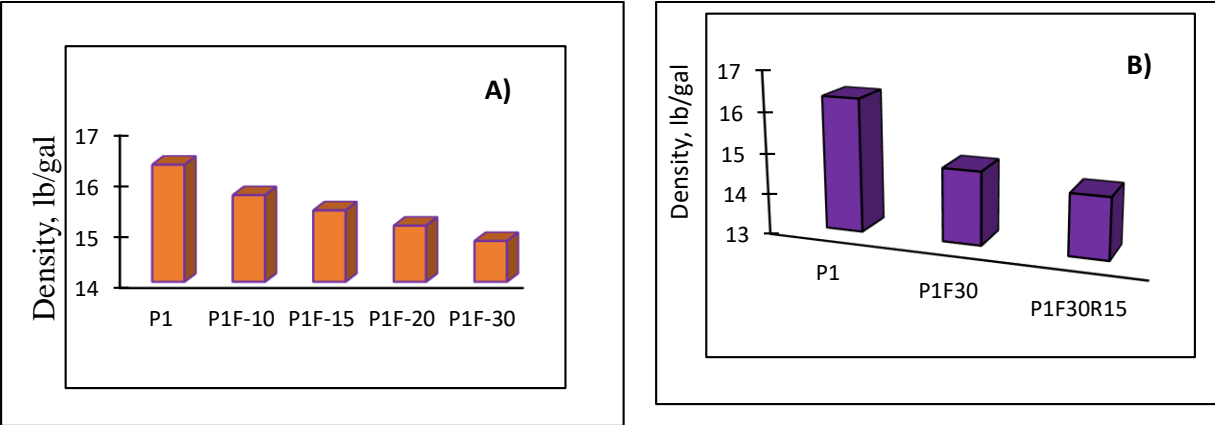 A)
Density, lb/gal
17
16
15
14
P1 P1F-10 P1F-15 P1F-20 P1F-30
B)
Density, lb/gal
17
16
15
14
13
P1
P1F30
P1F30R15